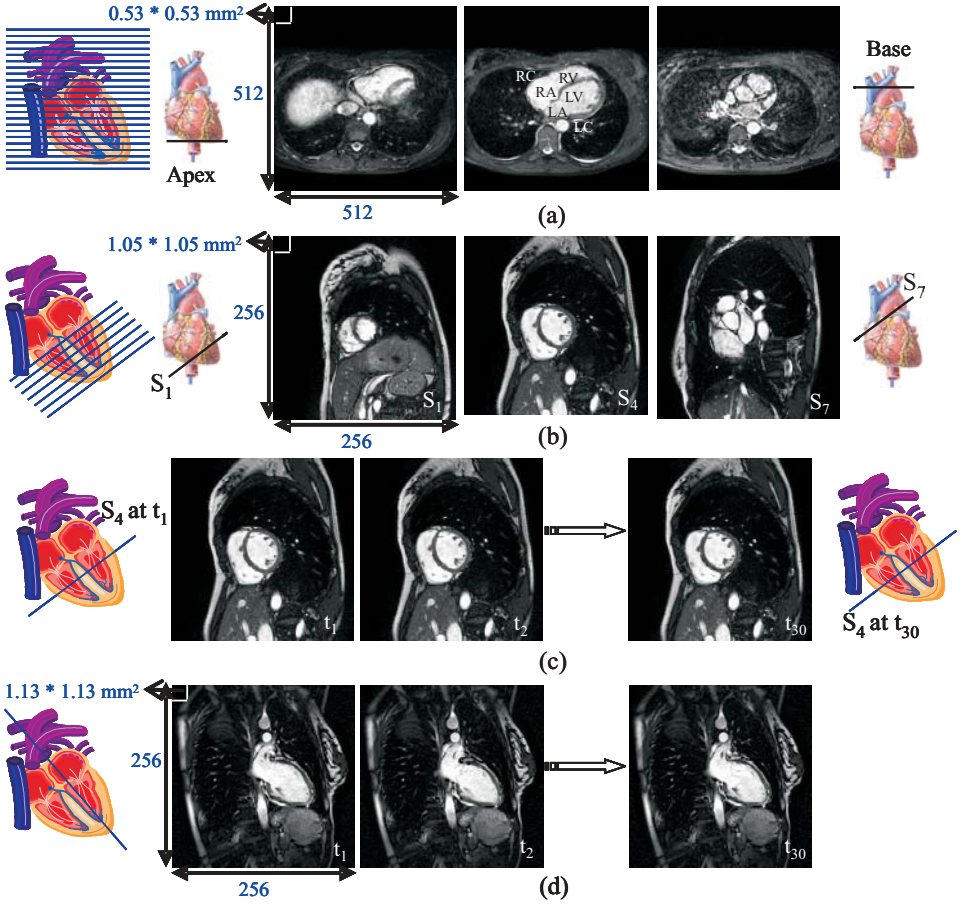 0.53 * 0.53 mm²
512
Apex
512
RC
RV
RA
LV
LA
LC
Base
(a)
1.05 * 1.05 mm²
256
S₁
256
S₁
S₄
S₇
S₇
(b)
S₄ at t₁
t₁
t₂
t₃₀
S₄ at t₃₀
(c)
1.13 * 1.13 mm²
256
256
t₁
t₂
t₃₀
(d)